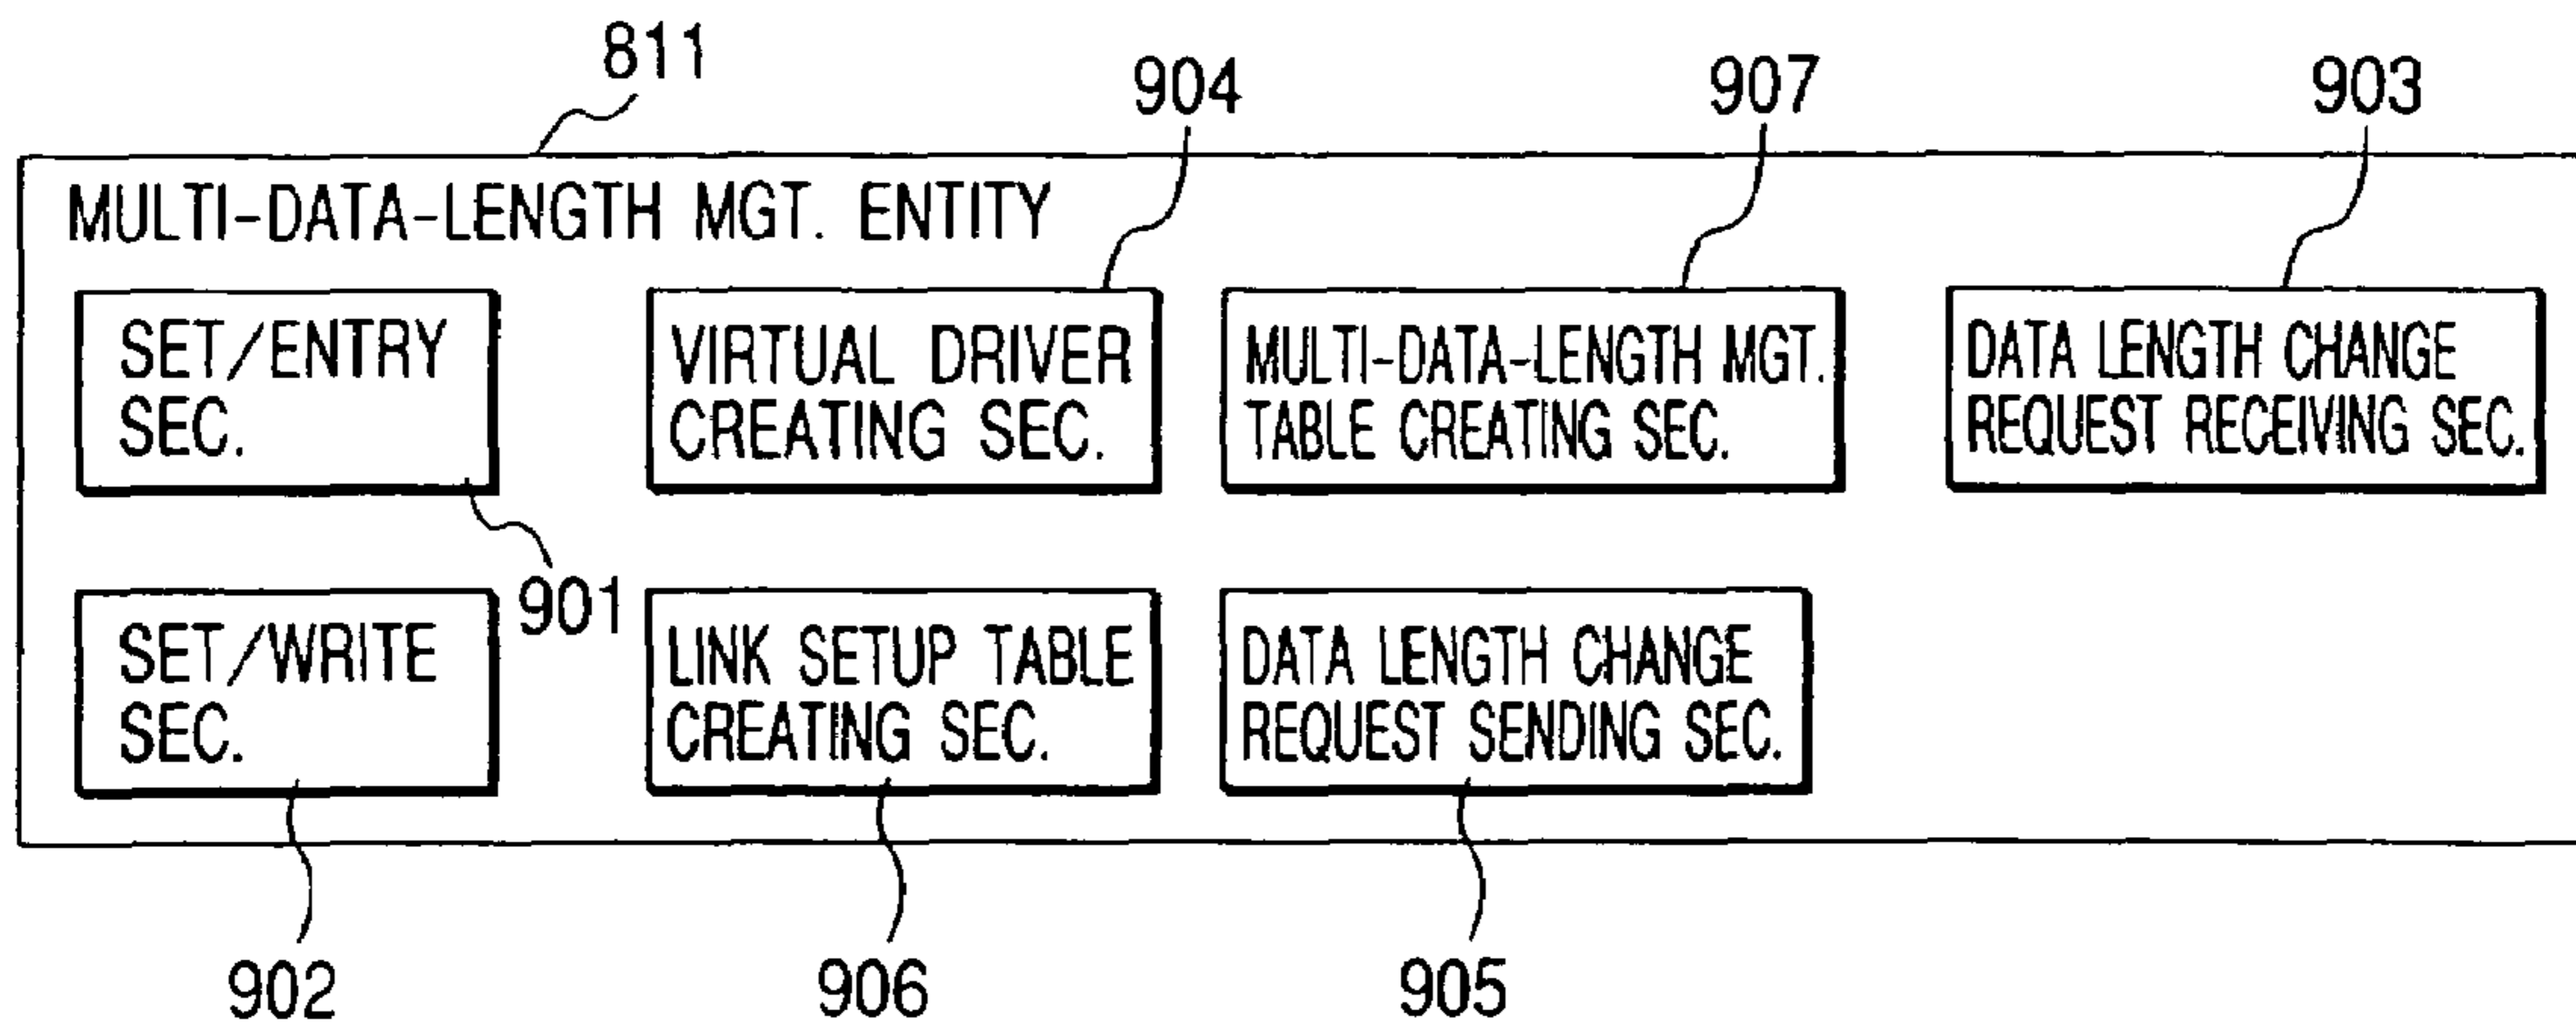 811
904
907
903
MULTI-DATA-LENGTH MGT. ENTITY
SET/ENTRY
SEC.
VIRTUAL DRIVER
CREATING SEC.
MULTI-DATA-LENGTH MGT.
TABLE CREATING SEC.
DATA LENGTH CHANGE
REQUEST RECEIVING SEC.
901
SET/WRITE
SEC.
LINK SETUP TABLE
CREATING SEC.
DATA LENGTH CHANGE
REQUEST SENDING SEC.
902
906
905